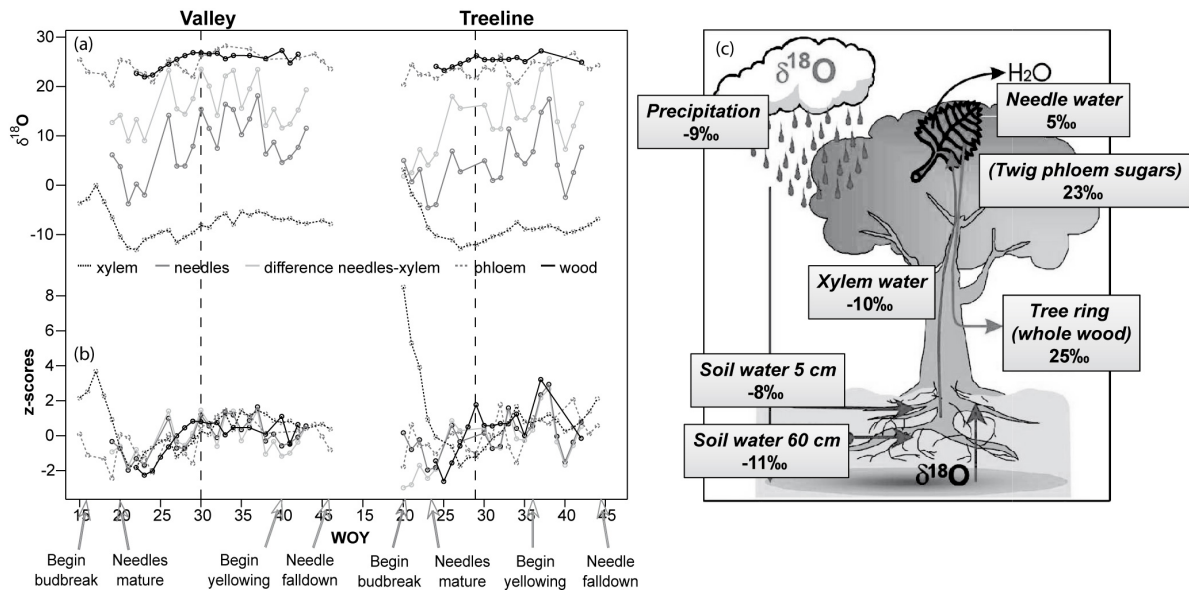 Valley
Treeline
(a)
30
20
10
0
-10
δ18O
xylem
needles
difference needles-xylem
phloem
wood
(b)
8
6
4
2
0
-2
z-scores
15 20 25 30 35 40 45
20 25 30 35 40 45
WOY
Begin
budbreak
Needles
mature
Begin
yellowing
Needle
falldown
Begin
budbreak
Needles
mature
Begin
yellowing
Needle
falldown
(c)
δ18O
H2O
Precipitation
-9‰
Needle water
5‰
(Twig phloem sugars)
23‰
Xylem water
-10‰
Tree ring
(whole wood)
25‰
Soil water 5 cm
-8‰
Soil water 60 cm
-11‰
δ18O